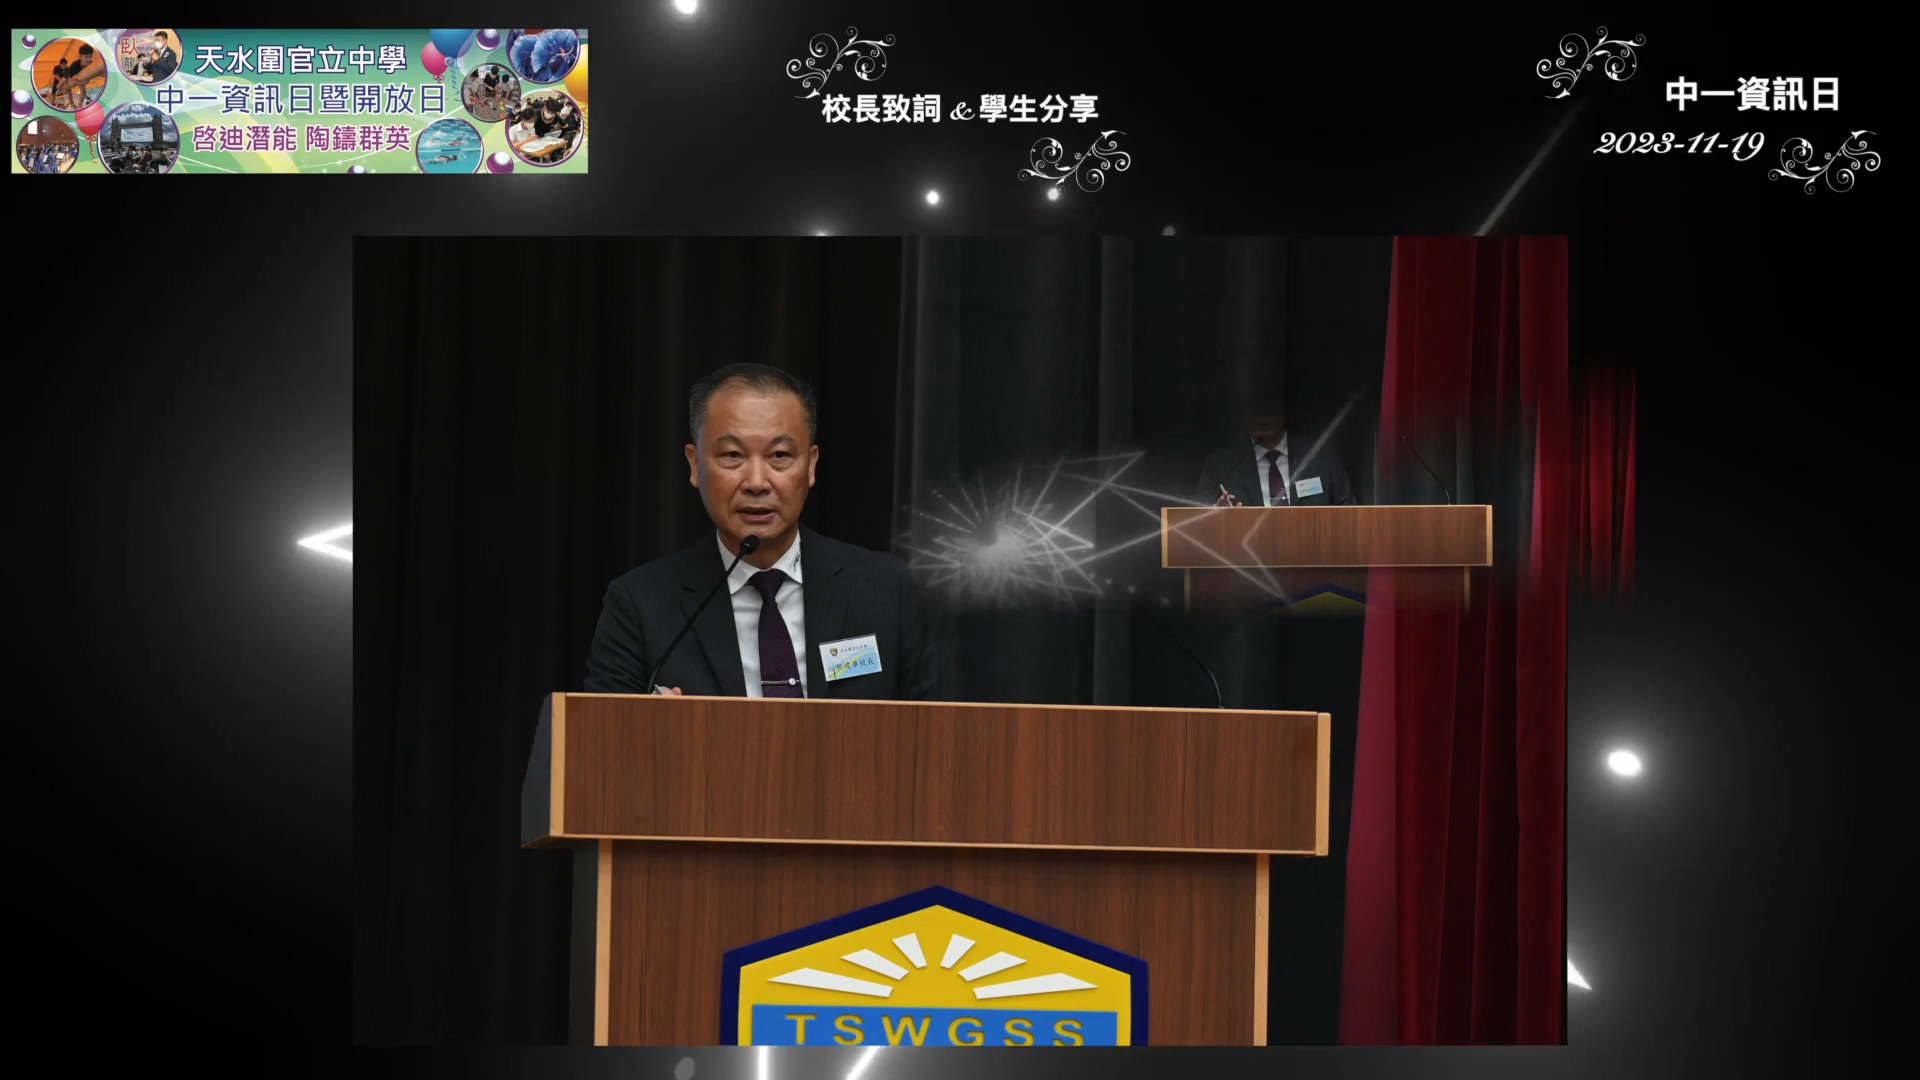 臥龍
天水圍官立中學
中一資訊日暨開放日
啓迪潛能 陶鑄群英
校長致詞 & 學生分享
中一資訊日
2023-11-19
TSWGSS